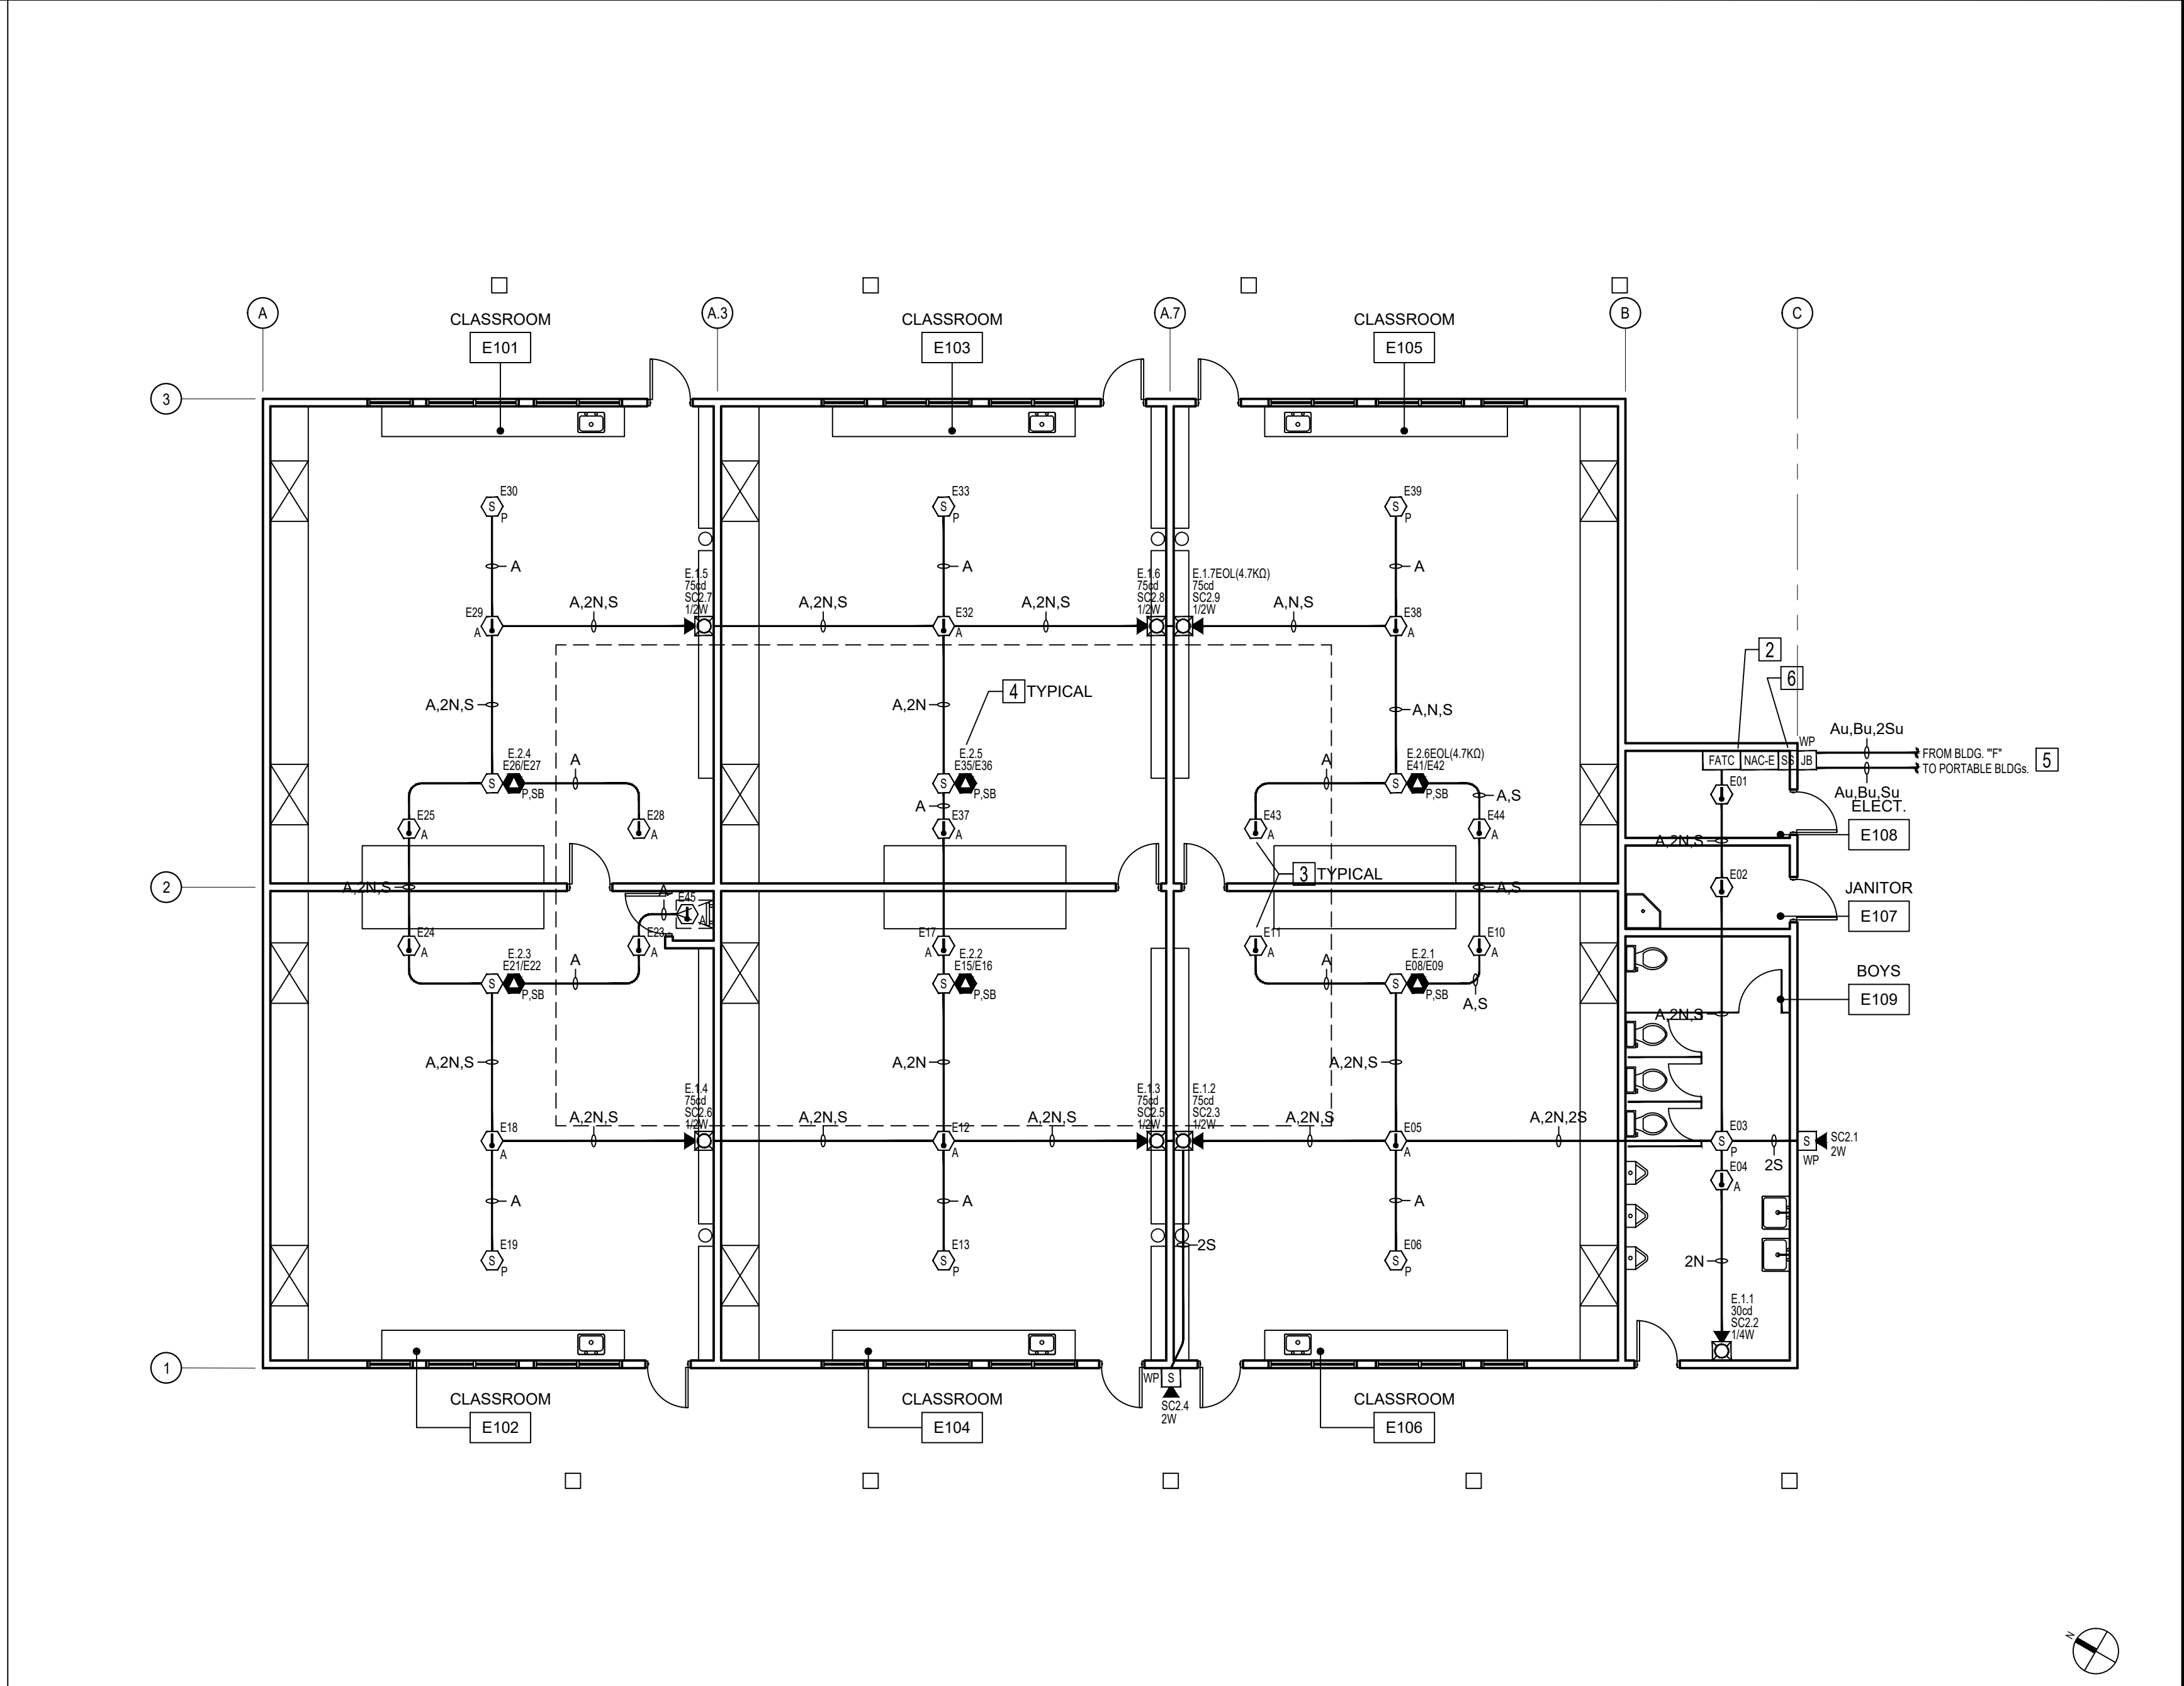 A
A.3
A.7
B
C
CLASSROOM
E101
CLASSROOM
E103
CLASSROOM
E105
3
E30
S
P
E33
S
P
E39
S
P
A
A
A
E.1.5
75cd
SC2.7
1/2W
E.1.6
75cd
SC2.8
1/2W
E.1.7EOL(4.7KΩ)
75cd
SC2.9
1/2W
A,2N,S
A,2N,S
A,2N,S
A,N,S
E29
A
E32
A
E38
A
2
6
4 TYPICAL
A,2N,S
A,2N
A,N,S
Au,Bu,2Su
WP
FATC
NAC-E
SS
JB
FROM BLDG. "'F"
TO PORTABLE BLDGs.
5
Au,Bu,Su
E.2.4
E26/E27
S
P,SB
A
E.2.5
E35/E36
S
P,SB
A
E.2.6EOL(4.7KΩ)
E41/E42
S
P,SB
A
A,S
E01
ELECT.
E108
E25
A
E28
A
E37
A
E43
A
E44
A
A,2N,S
3 TYPICAL
2
A,2N,S
A
E45
A
A,S
E02
JANITOR
E107
E24
A
E23
A
E17
A
E11
A
E10
A
E.2.3
E21/E22
S
P,SB
A
E.2.2
E15/E16
S
P,SB
A
E.2.1
E08/E09
S
P,SB
A,S
BOYS
E109
A,2N,S
A,2N,S
A,2N
A,2N,S
E.1.4
75cd
SC2.6
1/2W
E.1.3
75cd
SC2.5
1/2W
E.1.2
75cd
SC2.3
1/2W
A,2N,S
A,2N,S
A,2N,S
A,2N,S
A,2N,2S
E18
A
E12
A
E05
A
E03
S
P
2S
S
WP
SC2.1
2W
E04
A
A
A
A
2S
E19
S
P
E13
S
P
E06
S
P
2N
E.1.1
30cd
SC2.2
1/4W
1
WP
S
SC2.4
2W
CLASSROOM
E102
CLASSROOM
E104
CLASSROOM
E106
N